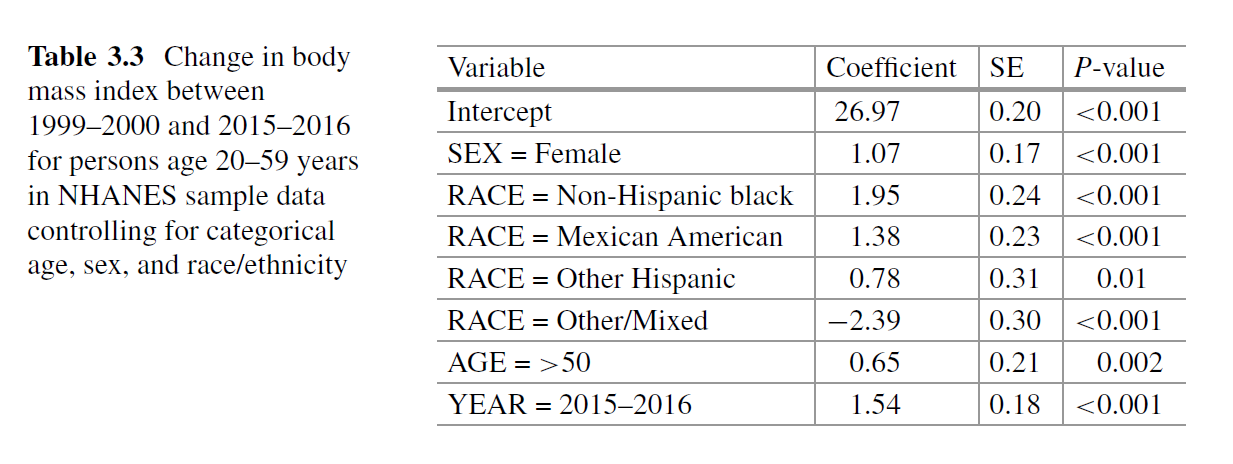 Table 3.3 Change in body
mass index between
1999–2000 and 2015–2016
for persons age 20–59 years
in NHANES sample data
controlling for categorical
age, sex, and race/ethnicity
Variable Coefficient SE P-value
Intercept 26.97 0.20 <0.001
SEX = Female 1.07 0.17 <0.001
RACE = Non-Hispanic black 1.95 0.24 <0.001
RACE = Mexican American 1.38 0.23 <0.001
RACE = Other Hispanic 0.78 0.31 0.01
RACE = Other/Mixed −2.39 0.30 <0.001
AGE = >50 0.65 0.21 0.002
YEAR = 2015–2016 1.54 0.18 <0.001